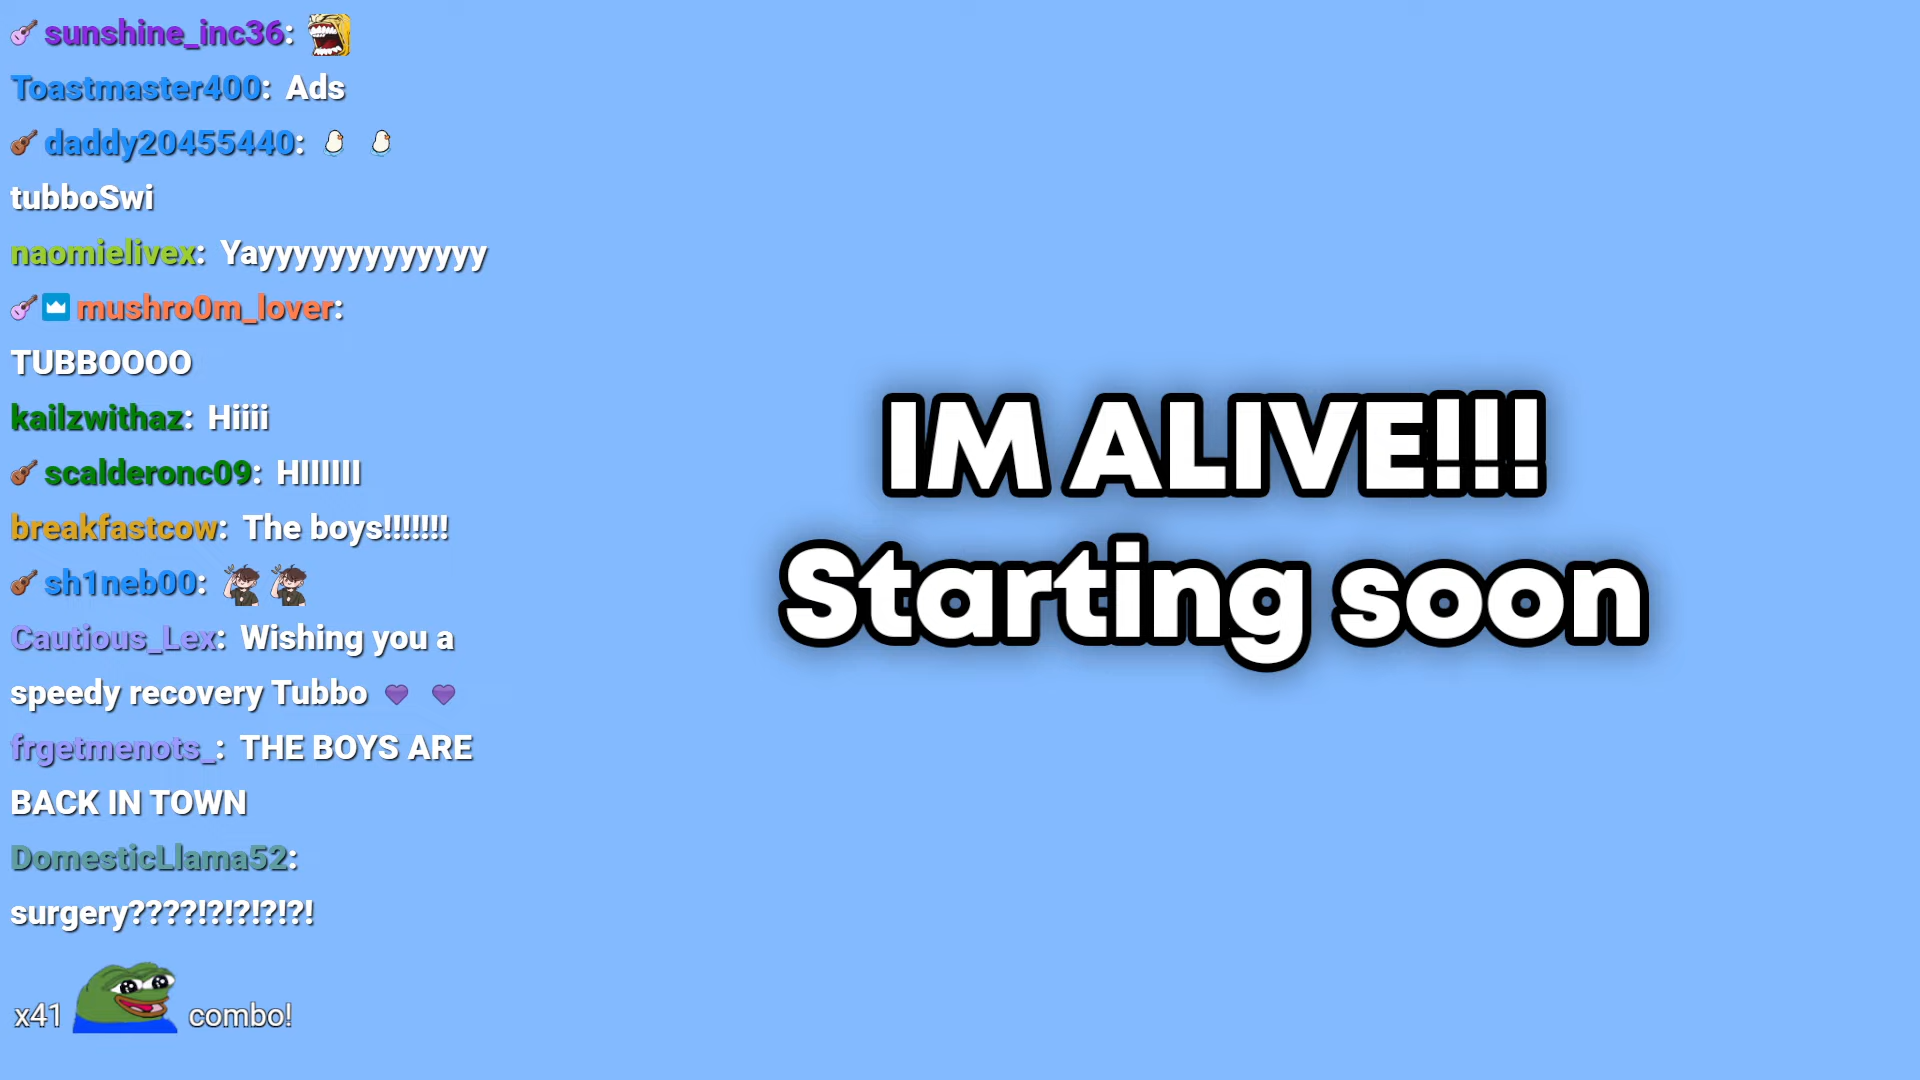 sunshine_inc36:
Toastmaster400: Ads
daddy20455440:
tubboSwi
naomielivex: Yayyyyyyyyyyyyy
mushro0m_lover:
TUBBOOOO
kailzwithaz: Hiiii
scalderonc09: HIIIIII
breakfastcow: The boys!!!!!!!
sh1neb00:
Cautious_Lex: Wishing you a
speedy recovery Tubbo 💜 💜
frgetmenots_: THE BOYS ARE
BACK IN TOWN
DomesticLlama52:
surgery????!?!?!?!?!
x41 combo!
IM ALIVE!!!
Starting soon